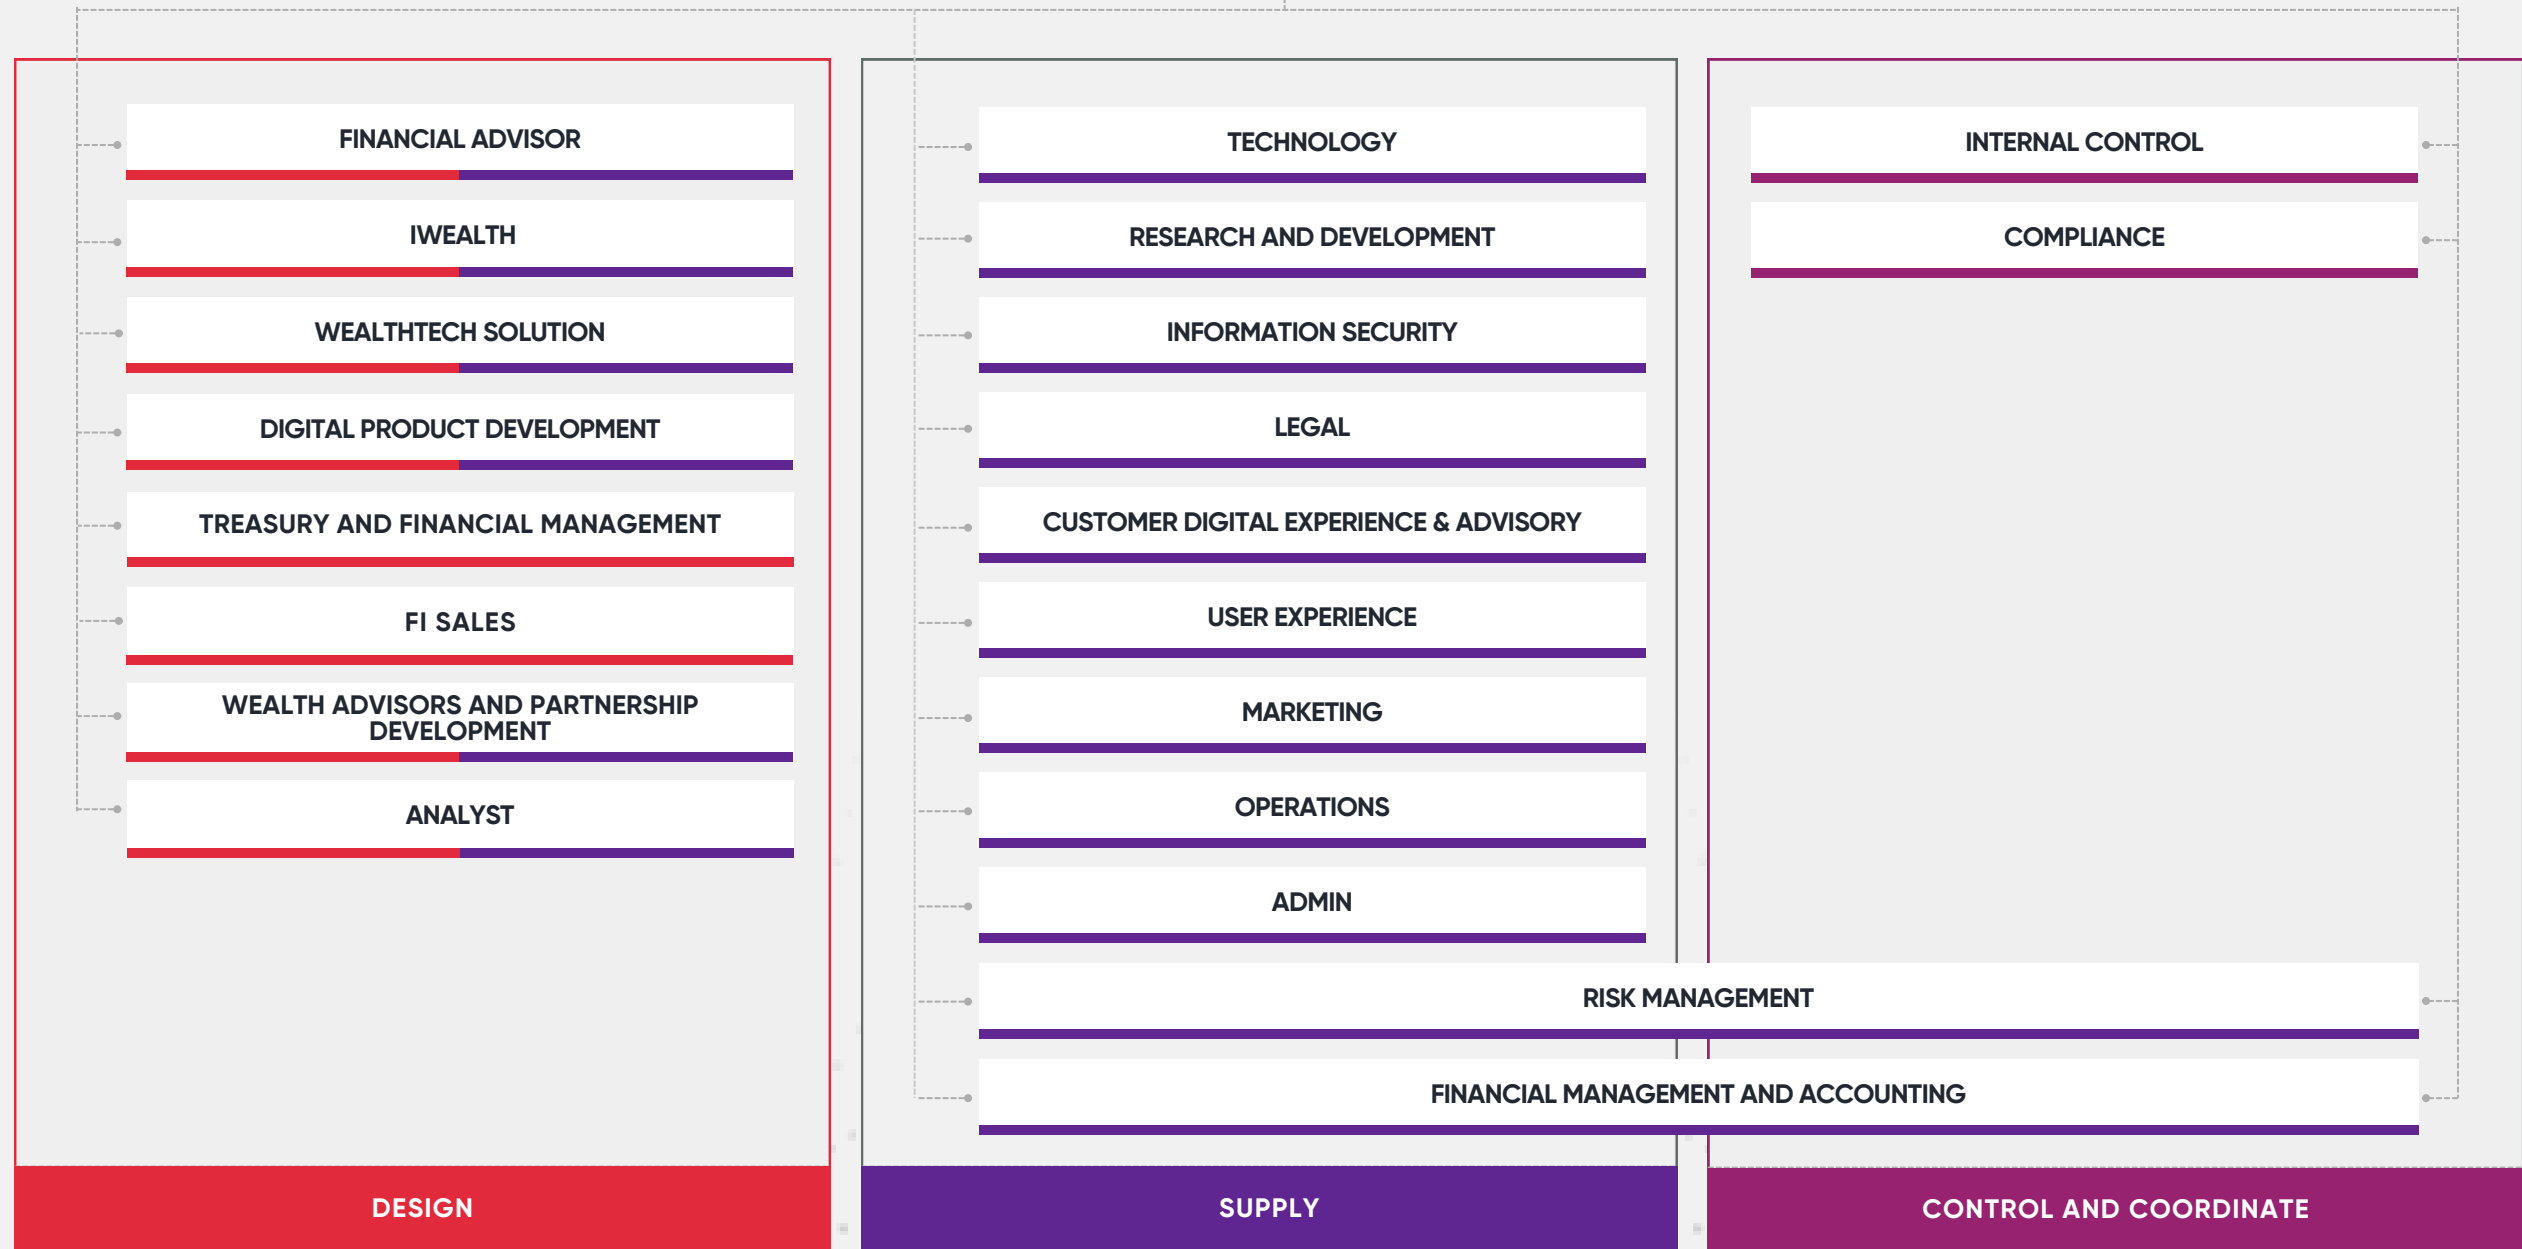 FINANCIAL ADVISOR
IWEALTH
WEALTHTECH SOLUTION
DIGITAL PRODUCT DEVELOPMENT
TREASURY AND FINANCIAL MANAGEMENT
FI SALES
WEALTH ADVISORS AND PARTNERSHIP
DEVELOPMENT
ANALYST
DESIGN
TECHNOLOGY
RESEARCH AND DEVELOPMENT
INFORMATION SECURITY
LEGAL
CUSTOMER DIGITAL EXPERIENCE & ADVISORY
USER EXPERIENCE
MARKETING
OPERATIONS
ADMIN
RISK MANAGEMENT
FINANCIAL MANAGEMENT AND ACCOUNTING
SUPPLY
INTERNAL CONTROL
COMPLIANCE
CONTROL AND COORDINATE